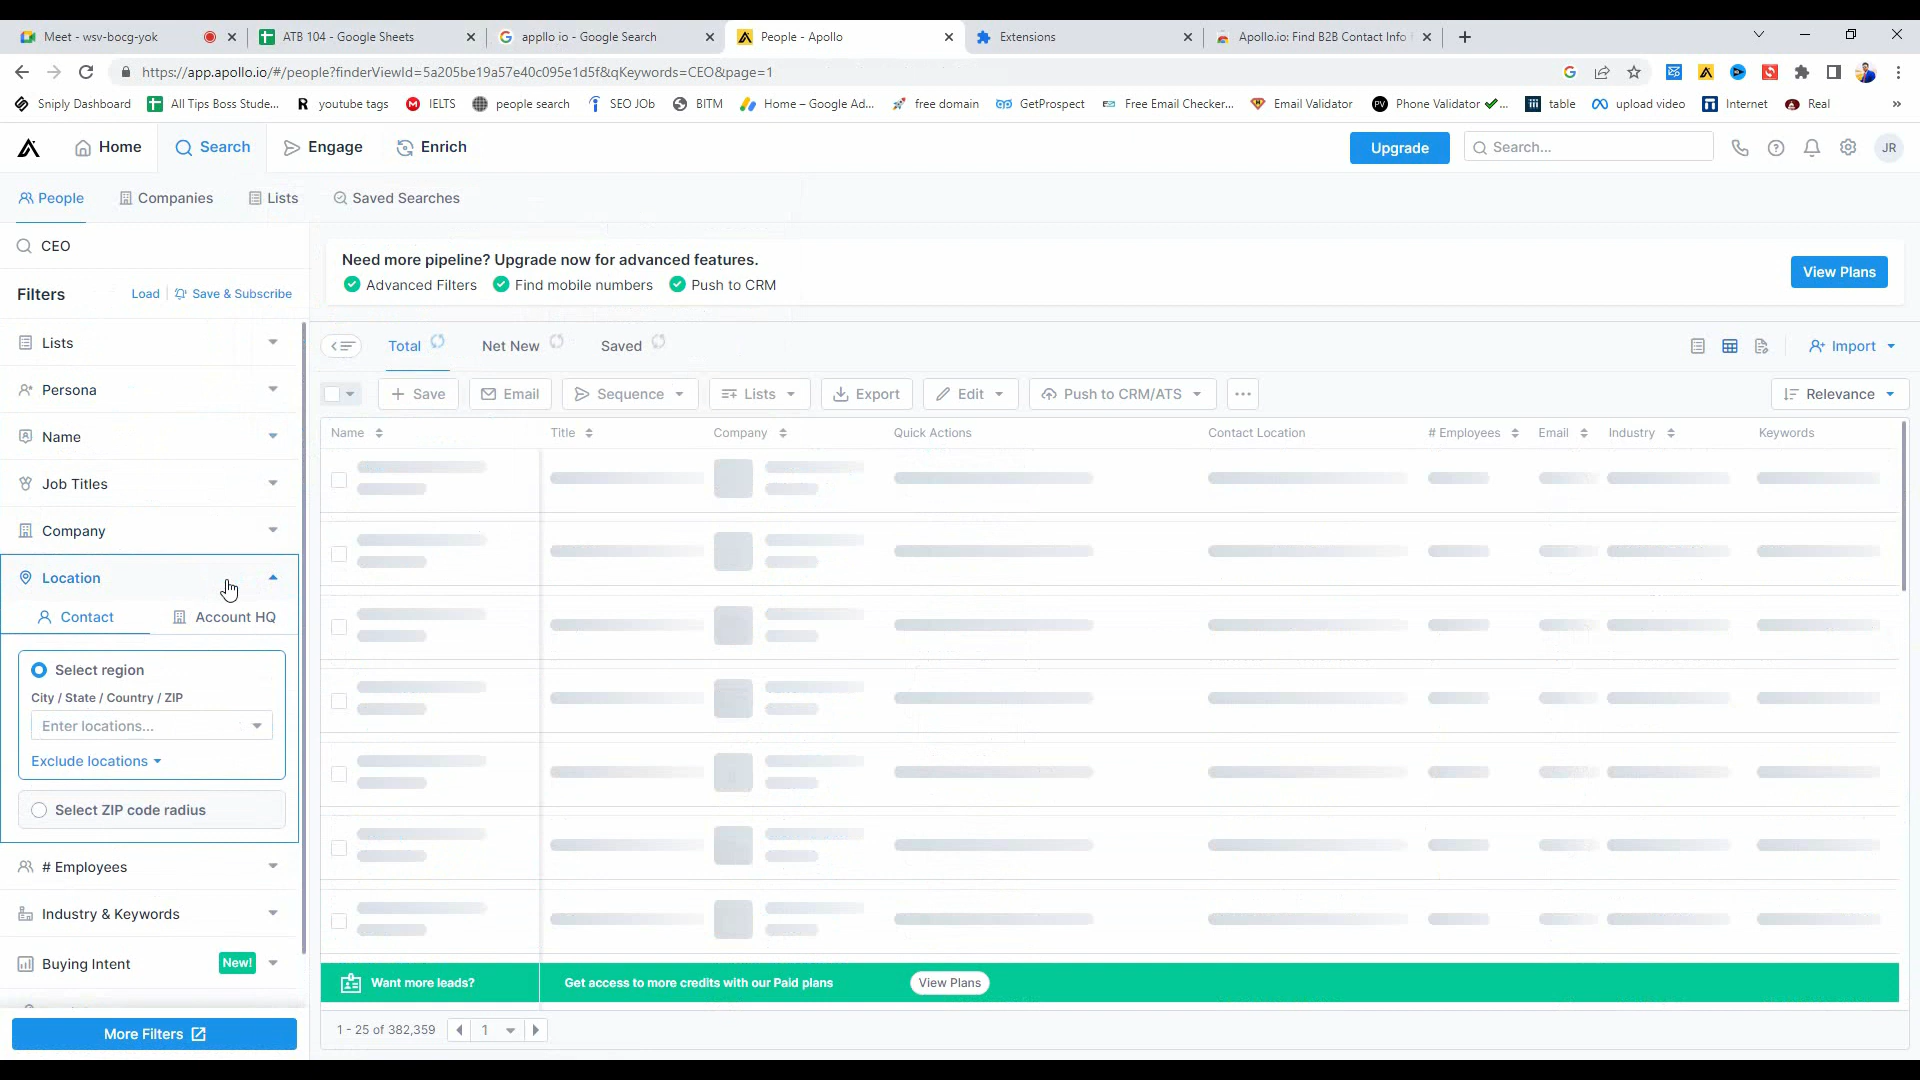 Meet - wsv-bocg-yok
ATB 104 - Google Sheets
appllo io - Google Search
People - Apollo
Extensions
Apollo.io: Find B2B Contact Info
https://app.apollo.io/#/people?finderViewId=5a205be19a57e40c095e1d5f&qKeywords=CEO&page=1
Sniply Dashboard
All Tips Boss Stude...
youtube tags
IELTS
people search
SEO JOb
BITM
Home – Google Ad...
free domain
GetProspect
Free Email Checker...
Email Validator
Phone Validator ✔...
table
upload video
Internet
Real
»
Home
Search
Engage
Enrich
Upgrade
Search...
JR
People
Companies
Lists
Saved Searches
CEO
Filters
Load
Save & Subscribe
Lists
Persona
Name
Job Titles
Company
Location
Contact
Account HQ
Select region
City / State / Country / ZIP
Enter locations...
Exclude locations
Select ZIP code radius
# Employees
Industry & Keywords
Buying Intent
New!
More Filters
Need more pipeline? Upgrade now for advanced features.
Advanced Filters
Find mobile numbers
Push to CRM
View Plans
Total
Net New
Saved
Import
Save
Email
Sequence
Lists
Export
Edit
Push to CRM/ATS
Relevance
Name
Title
Company
Quick Actions
Contact Location
# Employees
Email
Industry
Keywords
Want more leads?
Get access to more credits with our Paid plans
View Plans
1 - 25 of 382,359
1